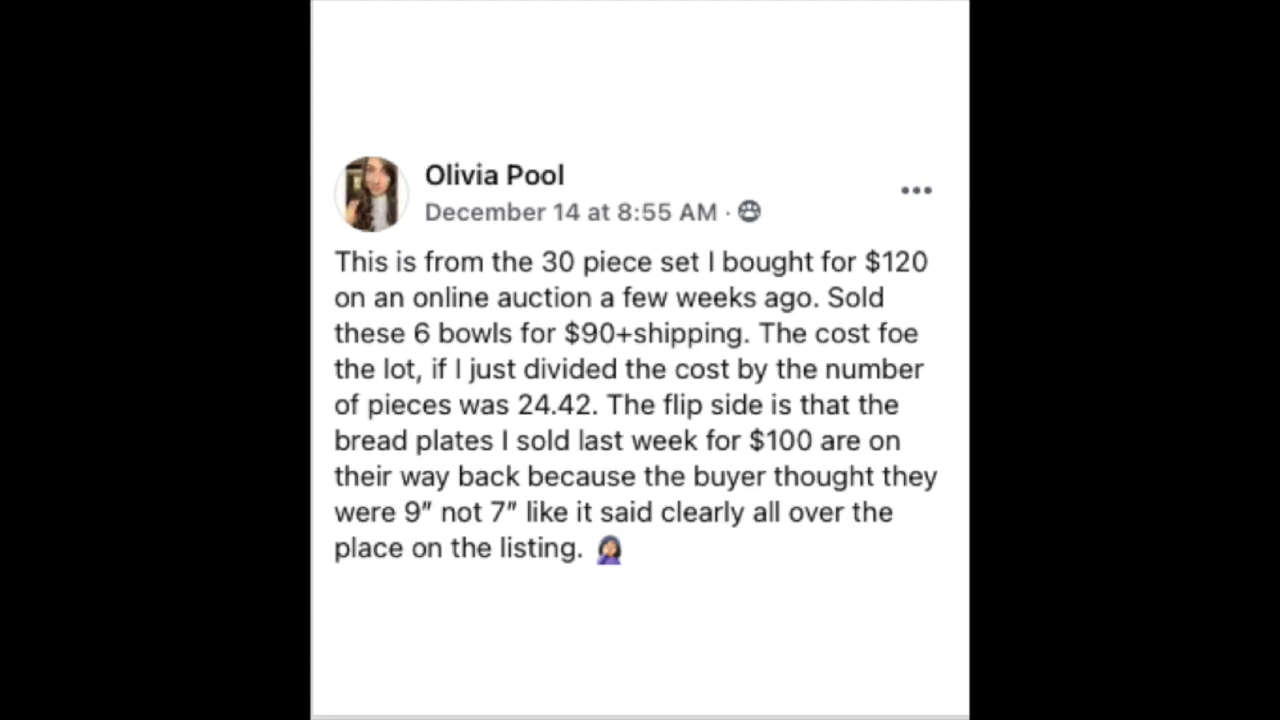 Olivia Pool
December 14 at 8:55 AM ·
This is from the 30 piece set I bought for $120
on an online auction a few weeks ago. Sold
these 6 bowls for $90+shipping. The cost foe
the lot, if I just divided the cost by the number
of pieces was 24.42. The flip side is that the
bread plates I sold last week for $100 are on
their way back because the buyer thought they
were 9” not 7” like it said clearly all over the
place on the listing. 🤦🏼‍♀️